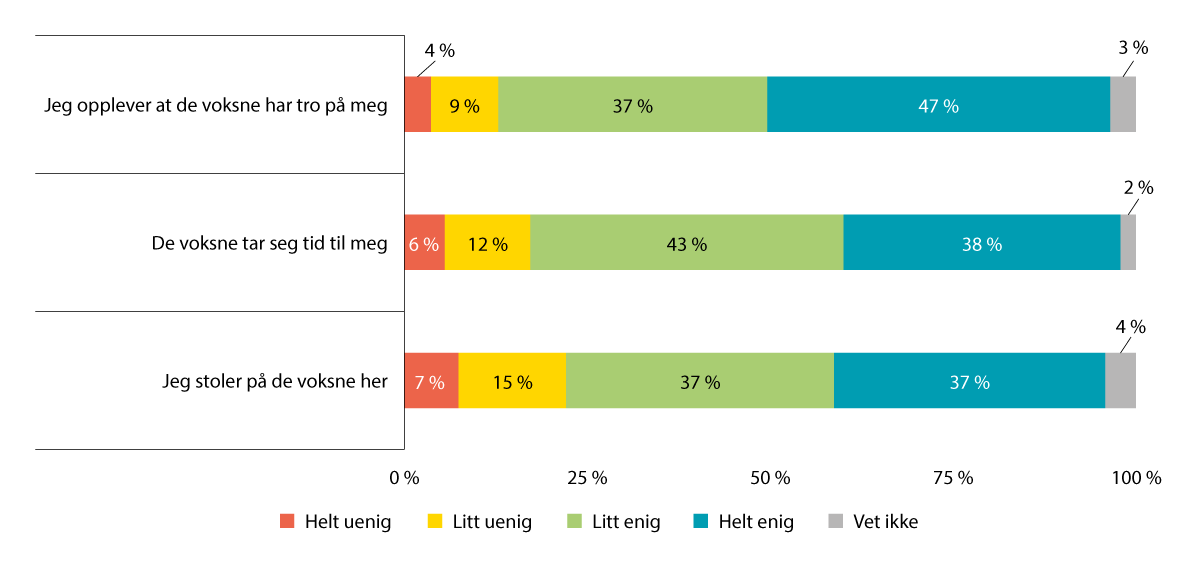 4 %
3 %
Jeg opplever at de voksne har tro på meg
9 %
37 %
47 %
2 %
De voksne tar seg tid til meg
6 %
12 %
43 %
38 %
4 %
Jeg stoler på de voksne her
7 %
15 %
37 %
37 %
0 %
25 %
50 %
75 %
100 %
Helt uenig
Litt uenig
Litt enig
Helt enig
Vet ikke